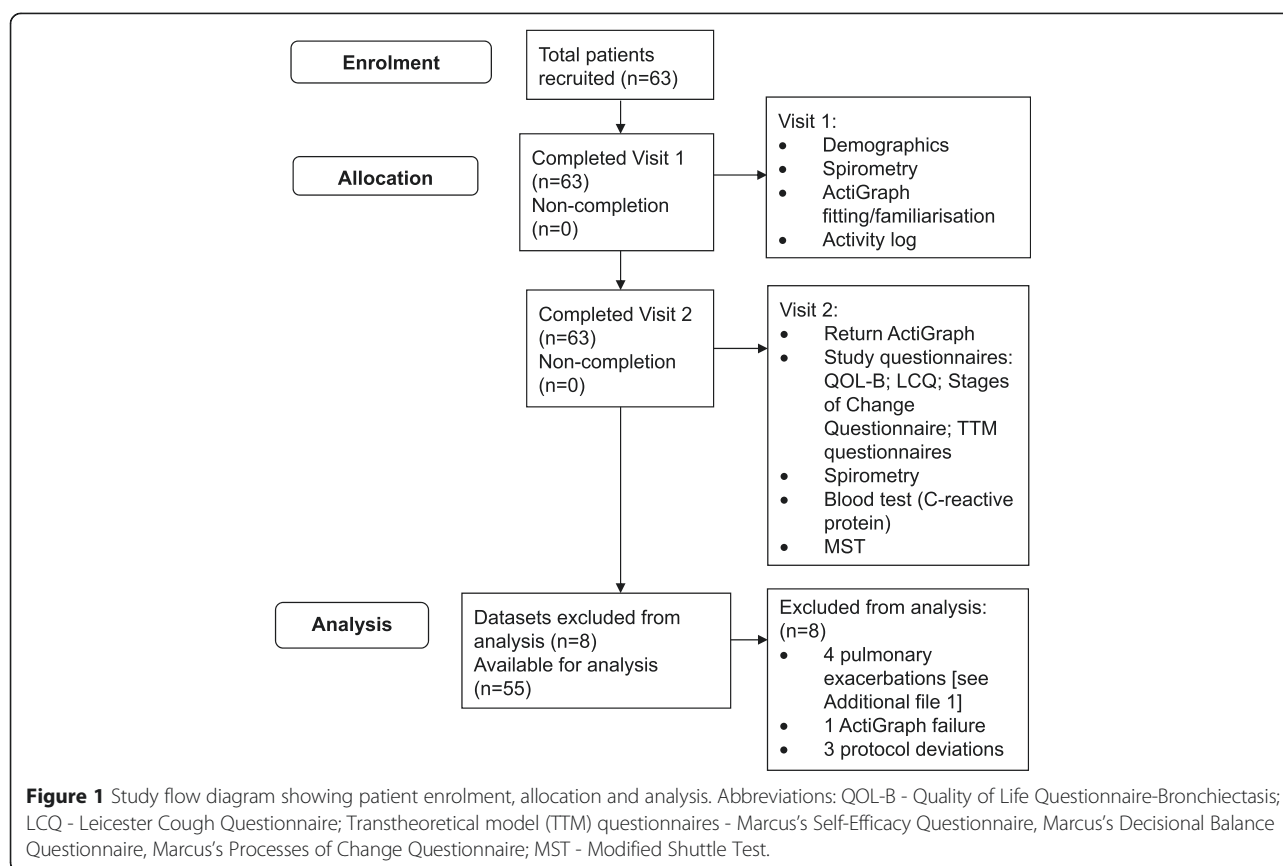 Enrolment
Total patients
recruited (n=63)
Allocation
Completed Visit 1
(n=63)
Non-completion
(n=0)
Visit 1:
• Demographics
• Spirometry
• ActiGraph
fitting/familiarisation
• Activity log
Completed Visit 2
(n=63)
Non-completion
(n=0)
Visit 2:
• Return ActiGraph
• Study questionnaires:
QOL-B; LCQ; Stages
of Change
Questionnaire; TTM
questionnaires
• Spirometry
• Blood test (C-reactive
protein)
• MST
Analysis
Datasets excluded from
analysis (n=8)
Available for analysis
(n=55)
Excluded from analysis:
(n=8)
• 4 pulmonary
exacerbations [see
Additional file 1]
• 1 ActiGraph failure
• 3 protocol deviations
Figure 1 Study flow diagram showing patient enrolment, allocation and analysis. Abbreviations: QOL-B - Quality of Life Questionnaire-Bronchiectasis;
LCQ - Leicester Cough Questionnaire; Transtheoretical model (TTM) questionnaires - Marcus's Self-Efficacy Questionnaire, Marcus's Decisional Balance
Questionnaire, Marcus's Processes of Change Questionnaire; MST - Modified Shuttle Test.